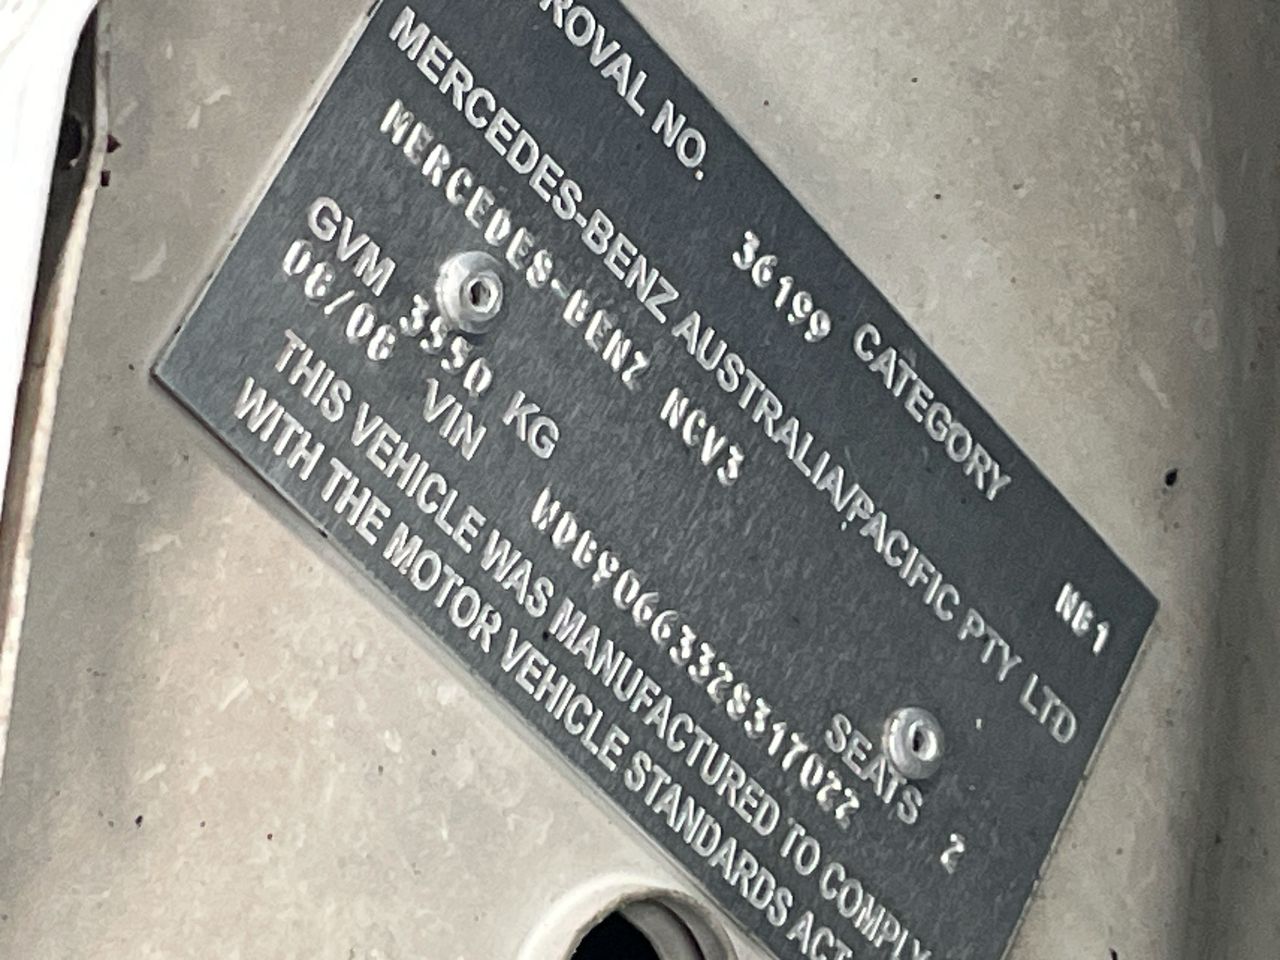 ROVAL NO. 36199 CATEGORY NB1
MERCEDES-BENZ AUSTRALIA/PACIFIC PTY LTD
MERCEDES-BENZ NCV3
GVM 3550 KG SEATS 2
08/08 VIN WDB9066332S317022
THIS VEHICLE WAS MANUFACTURED TO COMPLY
WITH THE MOTOR VEHICLE STANDARDS ACT